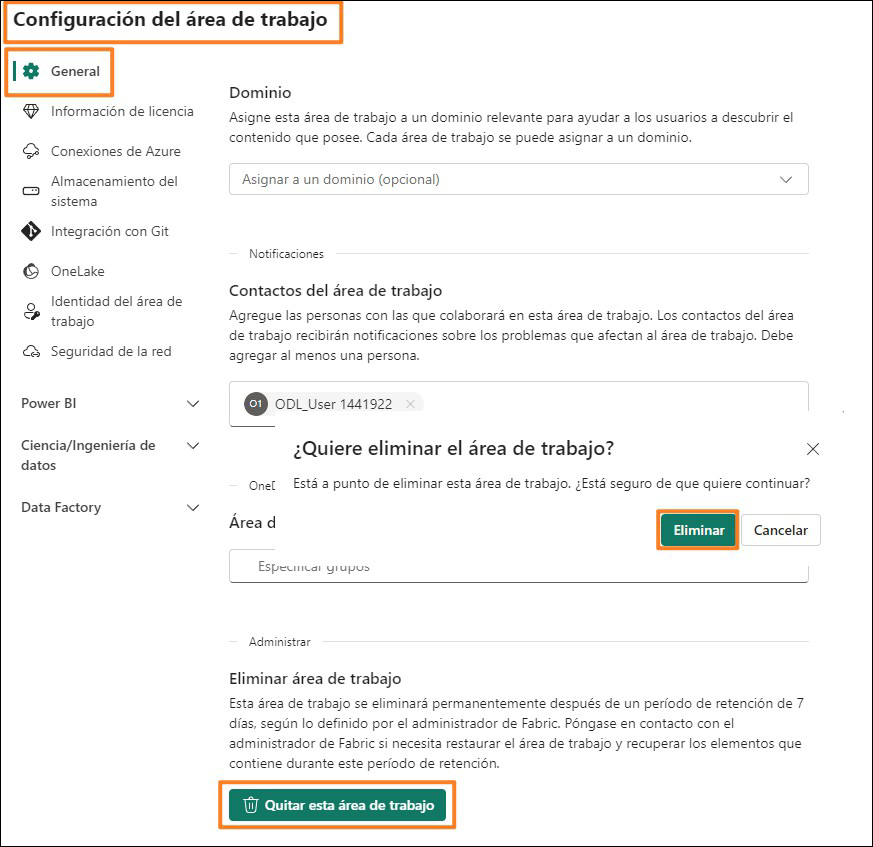 Configuración del área de trabajo
General
Información de licencia
Conexiones de Azure
Almacenamiento del
sistema
Integración con Git
OneLake
Identidad del área de
trabajo
Seguridad de la red
Power BI
Ciencia/Ingeniería de
datos
Data Factory
Dominio
Asigne esta área de trabajo a un dominio relevante para ayudar a los usuarios a descubrir el
contenido que posee. Cada área de trabajo se puede asignar a un dominio.
Asignar a un dominio (opcional)
Notificaciones
Contactos del área de trabajo
Agregue las personas con las que colaborará en esta área de trabajo. Los contactos del área
de trabajo recibirán notificaciones sobre los problemas que afectan al área de trabajo. Debe
agregar al menos una persona.
O1 ODL_User 1441922
¿Quiere eliminar el área de trabajo?
Está a punto de eliminar esta área de trabajo. ¿Está seguro de que quiere continuar?
Eliminar
Cancelar
Área d
Especificar grupos
Administrar
Eliminar área de trabajo
Esta área de trabajo se eliminará permanentemente después de un período de retención de 7
días, según lo definido por el administrador de Fabric. Póngase en contacto con el
administrador de Fabric si necesita restaurar el área de trabajo y recuperar los elementos que
contiene durante este período de retención.
Quitar esta área de trabajo